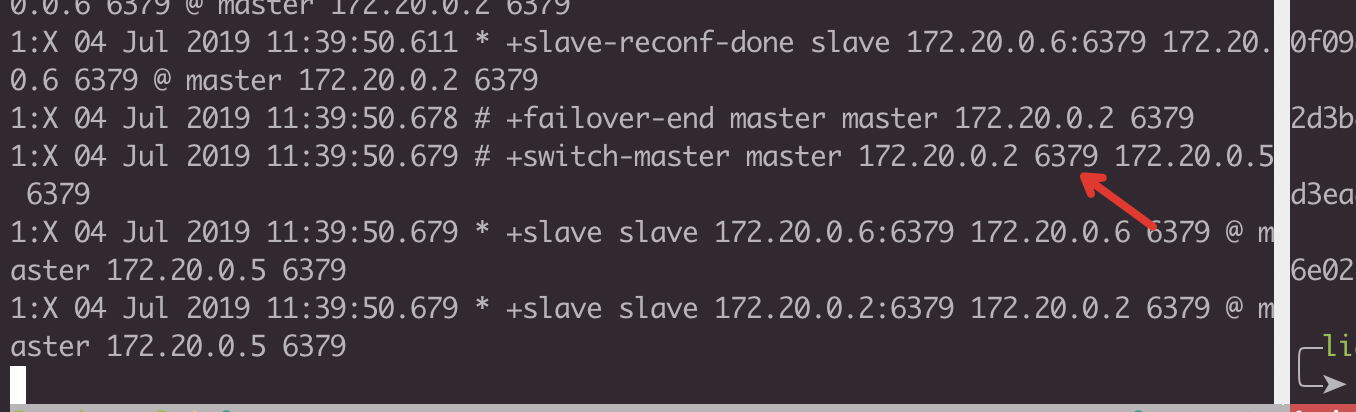 0.0.6 6379 @ master 172.20.0.2 6379
1:X 04 Jul 2019 11:39:50.611 * +slave-reconf-done slave 172.20.0.6:6379 172.20.
0.6 6379 @ master 172.20.0.2 6379
1:X 04 Jul 2019 11:39:50.678 # +failover-end master master 172.20.0.2 6379
1:X 04 Jul 2019 11:39:50.679 # +switch-master master 172.20.0.2 6379 172.20.0.5
6379
1:X 04 Jul 2019 11:39:50.679 * +slave slave 172.20.0.6:6379 172.20.0.6 6379 @ m
aster 172.20.0.5 6379
1:X 04 Jul 2019 11:39:50.679 * +slave slave 172.20.0.2:6379 172.20.0.2 6379 @ m
aster 172.20.0.5 6379
0f09
2d3b
d3ea
6e02
li